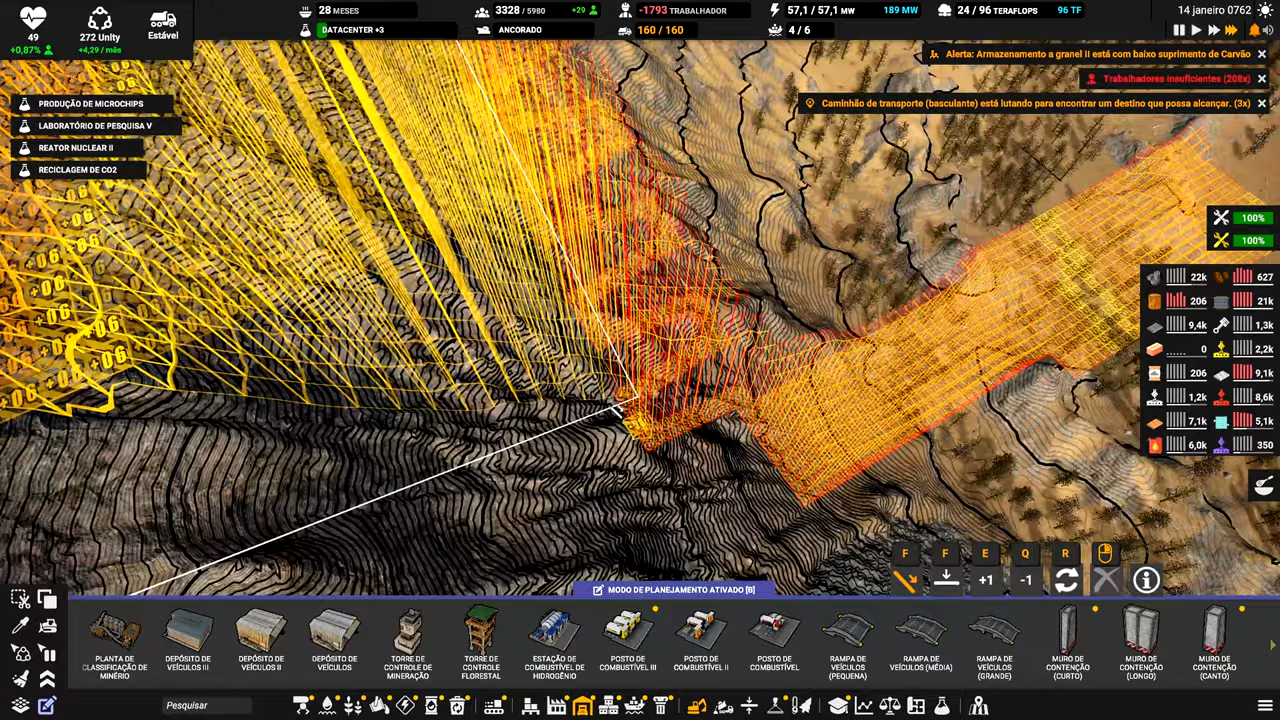 49
+0,87%
272 Unity
+4,29 / mês
Estável
28 MESES
DATACENTER +3
3328 / 5980 +29
ANCORADO
-1793 TRABALHADOR
160 / 160
57,1 / 57,1 MW 189 MW
4 / 6
24 / 96 TERAFLOPS 96 TF
14 janeiro 0762
Alerta: Armazenamento a granel II está com baixo suprimento de Carvão
Trabalhadores insuficientes (208x)
Caminhão de transporte (basculante) está lutando para encontrar um destino que possa alcançar. (3x)
PRODUÇÃO DE MICROCHIPS
LABORATÓRIO DE PESQUISA V
REATOR NUCLEAR II
RECICLAGEM DE CO2
+06
+06
+06
+06
+06
+06
100%
100%
22k 627
206 21k
9,4k 1,3k
0 2,2k
206 9,1k
1,2k 8,6k
7,1k 5,1k
6,0k 350
F F E Q R
+1 -1
MODO DE PLANEJAMENTO ATIVADO [B]
PLANTA DE CLASSIFICAÇÃO DE MINÉRIO
DEPÓSITO DE VEÍCULOS III
DEPÓSITO DE VEÍCULOS II
DEPÓSITO DE VEÍCULOS
TORRE DE CONTROLE DE MINERAÇÃO
TORRE DE CONTROLE FLORESTAL
ESTAÇÃO DE COMBUSTÍVEL DE HIDROGÊNIO
POSTO DE COMBUSTÍVEL III
POSTO DE COMBUSTÍVEL II
POSTO DE COMBUSTÍVEL
RAMPA DE VEÍCULOS (PEQUENA)
RAMPA DE VEÍCULOS (MÉDIA)
RAMPA DE VEÍCULOS (GRANDE)
MURO DE CONTENÇÃO (CURTO)
MURO DE CONTENÇÃO (LONGO)
MURO DE CONTENÇÃO (CANTO)
Pesquisar